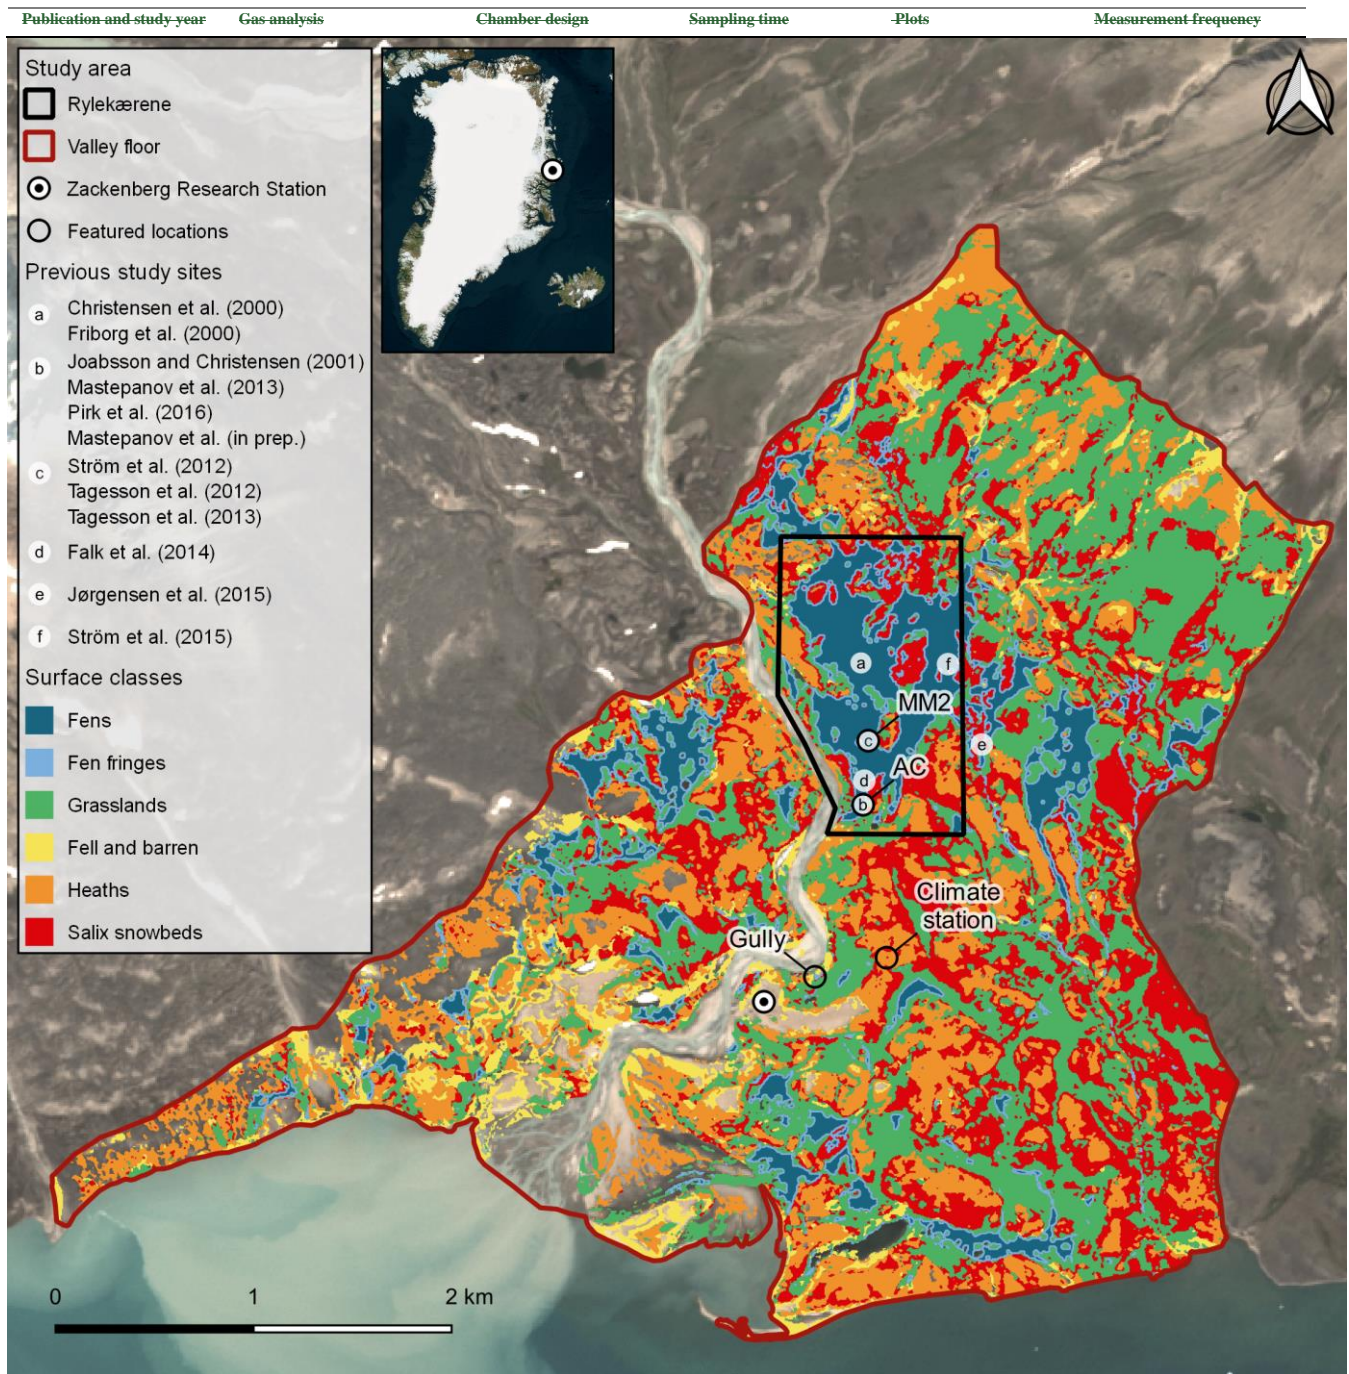 Publication and study year Gas analysis Chamber design Sampling time Plots Measurement frequency
Study area
Rylekærene
Valley floor
Zackenberg Research Station
Featured locations
Previous study sites
a Christensen et al. (2000)
Friborg et al. (2000)
b Joabsson and Christensen (2001)
Mastepanov et al. (2013)
Pirk et al. (2016)
Mastepanov et al. (in prep.)
c Ström et al. (2012)
Tagesson et al. (2012)
Tagesson et al. (2013)
d Falk et al. (2014)
e Jørgensen et al. (2015)
f Ström et al. (2015)
Surface classes
Fens
Fen fringes
Grasslands
Fell and barren
Heaths
Salix snowbeds
a
f
MM2
c
e
AC
d
b
Climate
station
Gully
0 1 2 km